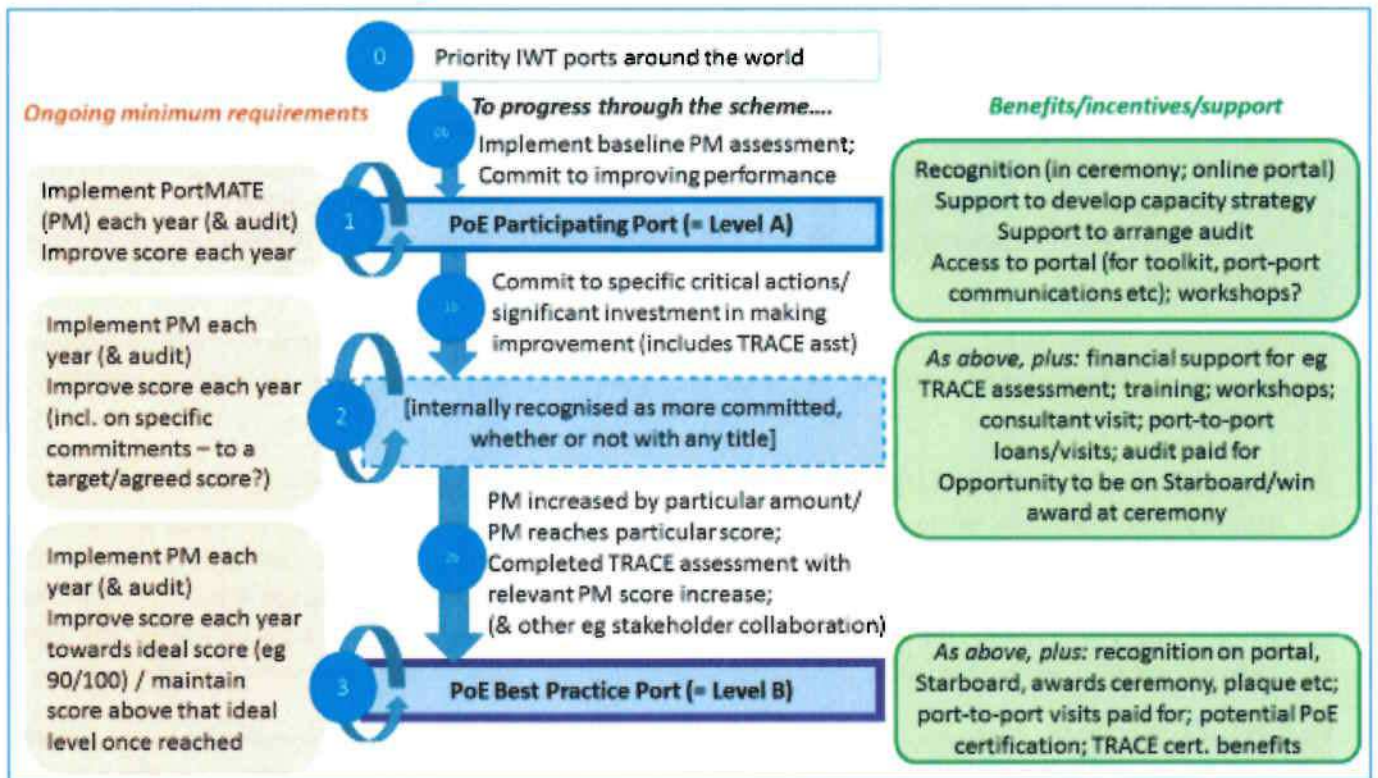 0
Priority IWT ports around the world
Ongoing minimum requirements
To progress through the scheme....
Benefits/incentives/support
0b
Implement baseline PM assessment;
Commit to improving performance
Implement PortMATE
(PM) each year (& audit)
Improve score each year
1
PoE Participating Port (= Level A)
Recognition (in ceremony; online portal)
Support to develop capacity strategy
Support to arrange audit
Access to portal (for toolkit, port-port
communications etc); workshops?
1b
Commit to specific critical actions/
significant investment in making
improvement (includes TRACE asst)
Implement PM each
year (& audit)
Improve score each year
(incl. on specific
commitments – to a
target/agreed score?)
2
[internally recognised as more committed,
whether or not with any title]
As above, plus: financial support for eg
TRACE assessment; training; workshops;
consultant visit; port-to-port
loans/visits; audit paid for
Opportunity to be on Starboard/win
award at ceremony
2b
PM increased by particular amount/
PM reaches particular score;
Completed TRACE assessment with
relevant PM score increase;
(& other eg stakeholder collaboration)
Implement PM each
year (& audit)
Improve score each year
towards ideal score (eg
90/100) / maintain
score above that ideal
level once reached
3
PoE Best Practice Port (= Level B)
As above, plus: recognition on portal,
Starboard, awards ceremony, plaque etc;
port-to-port visits paid for; potential PoE
certification; TRACE cert. benefits